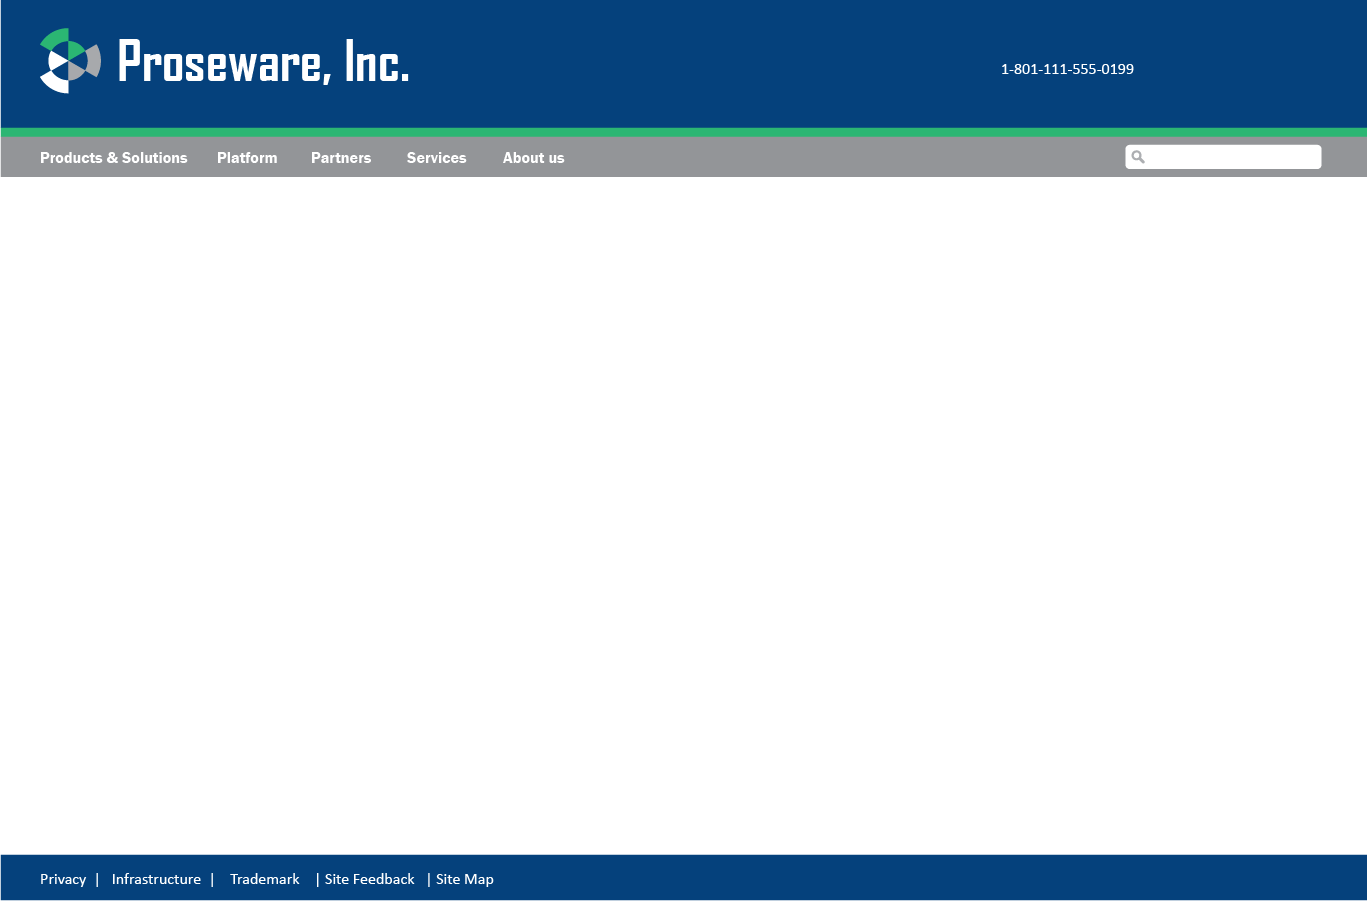 Proseware, Inc.
1-801-111-555-0199
Products & Solutions Platform Partners Services About us
Privacy | Infrastructure | Trademark | Site Feedback | Site Map